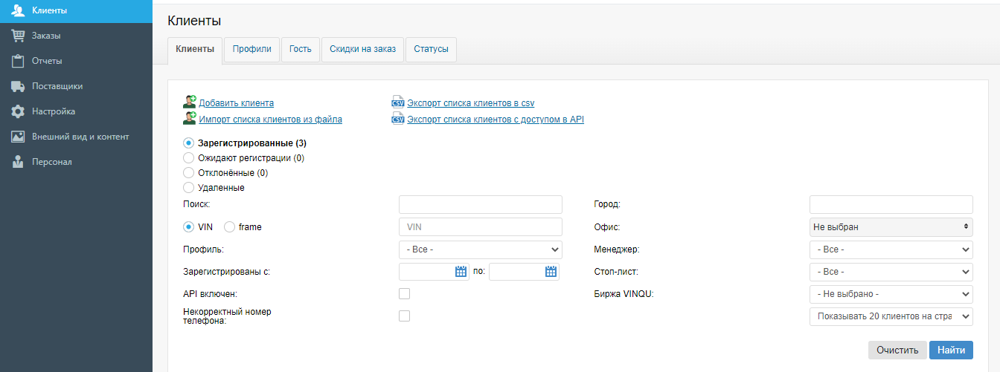 Клиенты
Заказы
Отчеты
Поставщики
Настройка
Внешний вид и контент
Персонал
Клиенты
Клиенты Профили Гость Скидки на заказ Статусы
Добавить клиента CSV Экспорт списка клиентов в csv
Импорт списка клиентов из файла CSV Экспорт списка клиентов с доступом в API
Зарегистрированные (3)
Ожидают регистрации (0)
Отклонённые (0)
Удаленные
Поиск: Город:
VIN frame VIN Офис: Не выбран
Профиль: - Все - Менеджер: - Все -
Зарегистрированы с: по: Стоп-лист: - Все -
API включен: Биржа VINQU: - Не выбрано -
Некорректный номер
телефона: Показывать 20 клиентов на стра
Очистить Найти